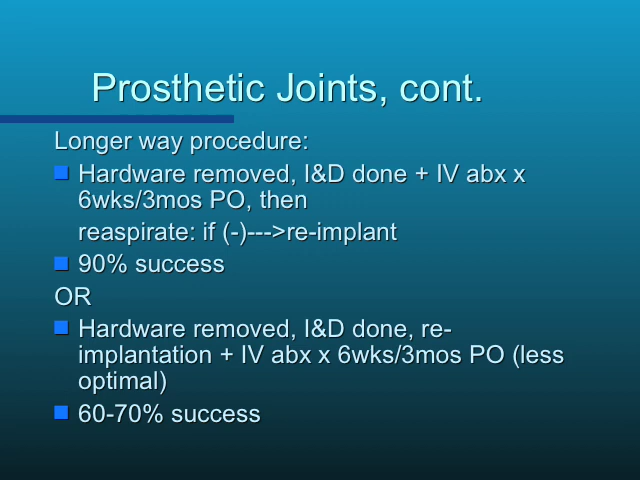 Prosthetic Joints, cont.
Longer way procedure:
Hardware removed, I&D done + IV abx x
6wks/3mos PO, then
reaspirate: if (-)--->re-implant
90% success
OR
Hardware removed, I&D done, re-
implantation + IV abx x 6wks/3mos PO (less
optimal)
60-70% success